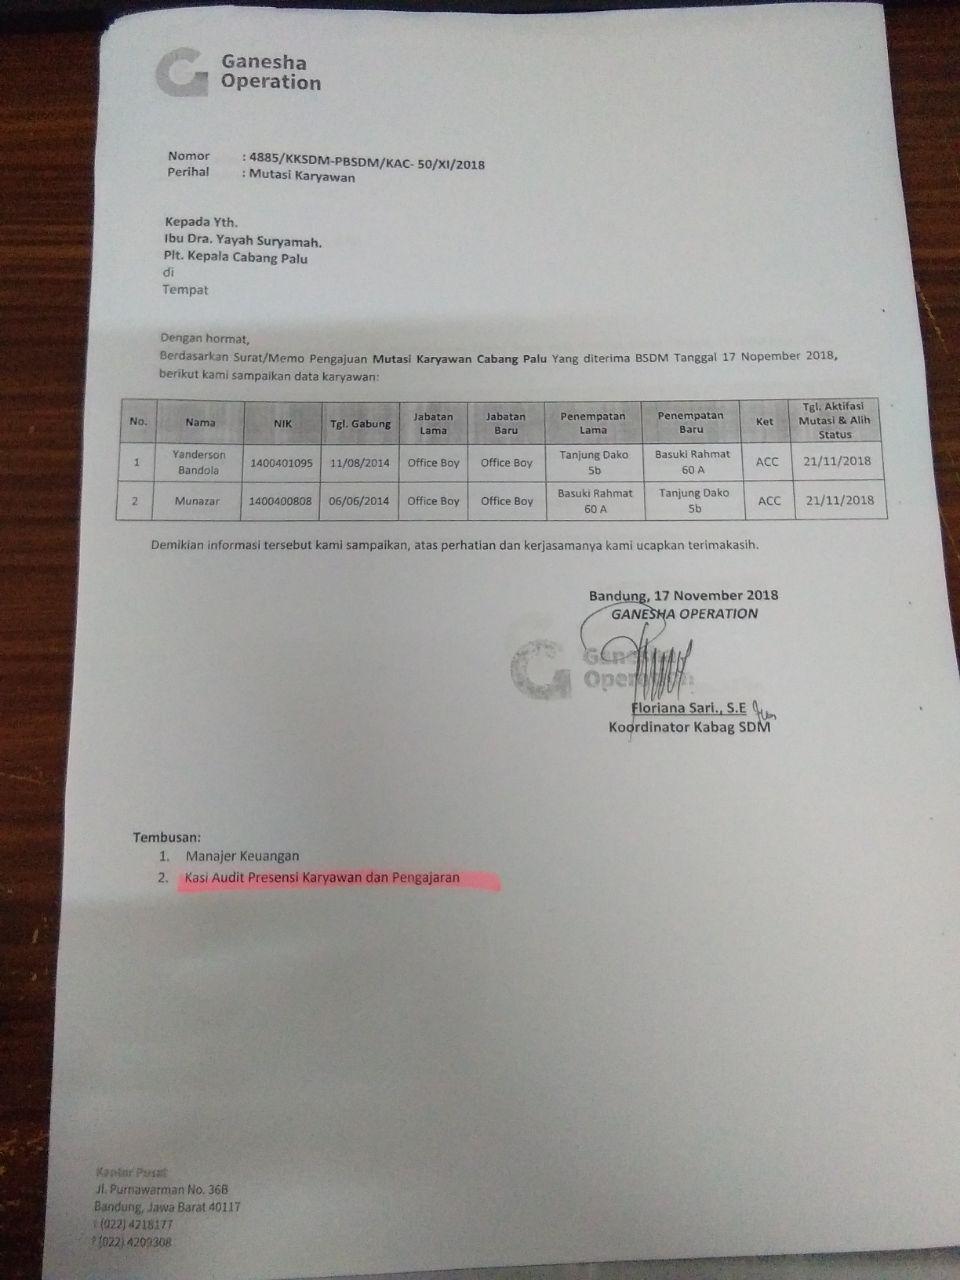 Ganesha
Operation
Nomor : 4885/KKSDM-PBSDM/KAC- 50/XI/2018
Perihal : Mutasi Karyawan
Kepada Yth.
Ibu Dra. Yayah Suryamah.
Plt. Kepala Cabang Palu
di
Tempat
Dengan hormat,
Berdasarkan Surat/Memo Pengajuan Mutasi Karyawan Cabang Palu Yang diterima BSDM Tanggal 17 Nopember 2018,
berikut kami sampaikan data karyawan:
No. Nama NIK Tgl. Gabung Jabatan Lama Jabatan Baru Penempatan Lama Penempatan Baru Ket Tgl. Aktifasi Mutasi & Alih Status
1 Yanderson Bandola 1400401095 11/08/2014 Office Boy Office Boy Tanjung Dako 5b Basuki Rahmat 60 A ACC 21/11/2018
2 Munazar 1400400808 06/06/2014 Office Boy Office Boy Basuki Rahmat 60 A Tanjung Dako 5b ACC 21/11/2018
Demikian informasi tersebut kami sampaikan, atas perhatian dan kerjasamanya kami ucapkan terimakasih.
Bandung, 17 November 2018
GANESHA OPERATION
Ganesha
Operation
Floriana Sari., S.E
Koordinator Kabag SDM
Tembusan:
1. Manajer Keuangan
2. Kasi Audit Presensi Karyawan dan Pengajaran
Kantor Pusat
Jl. Purnawarman No. 36B
Bandung, Jawa Barat 40117
(022) 4218177
(022) 4209308